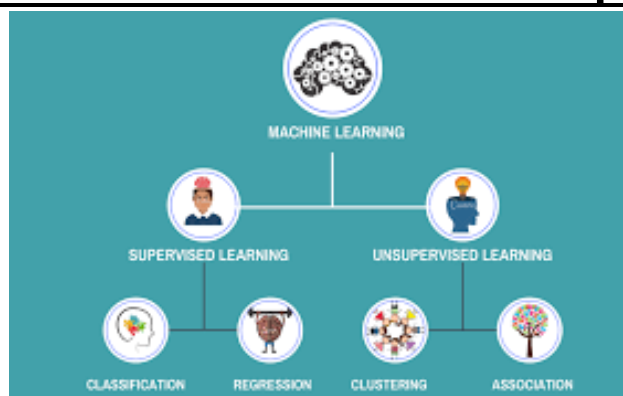 MACHINE LEARNING
SUPERVISED LEARNING UNSUPERVISED LEARNING
CLASSIFICATION REGRESSION CLUSTERING ASSOCIATION